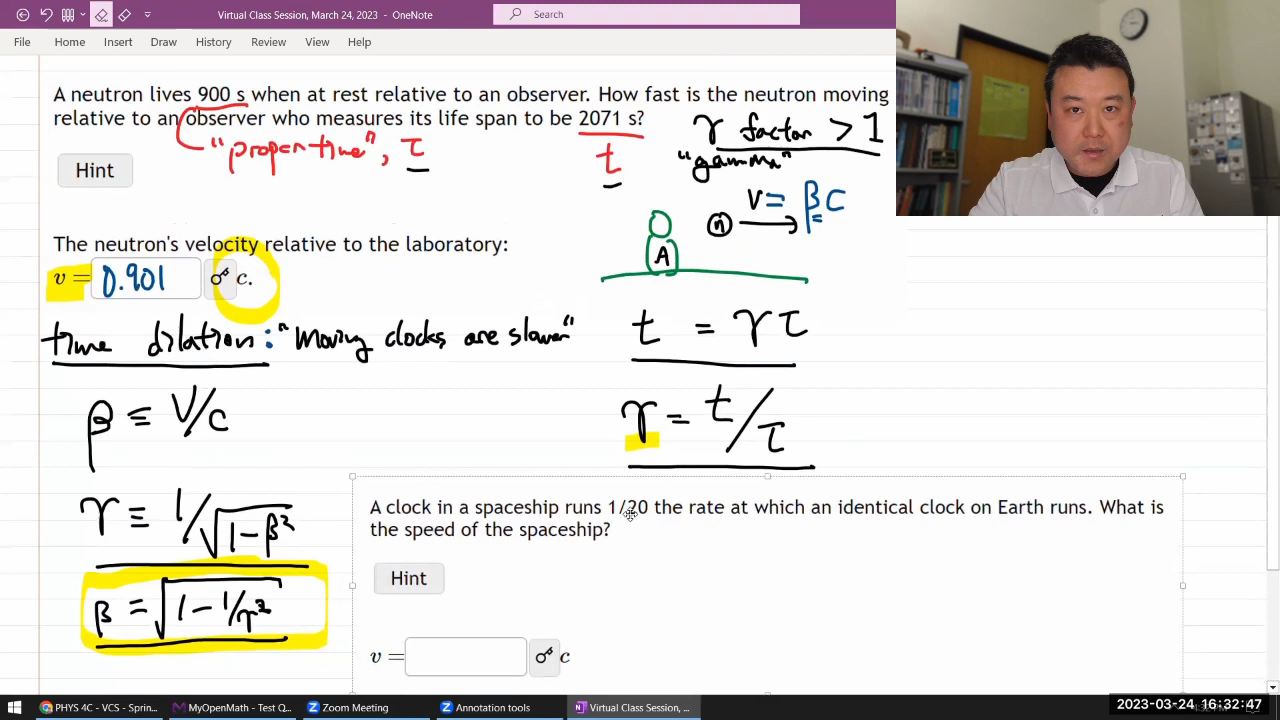 Virtual Class Session, March 24, 2023 - OneNote
Search
File Home Insert Draw History Review View Help
A neutron lives 900 s when at rest relative to an observer. How fast is the neutron moving
relative to an observer who measures its life span to be 2071 s?
"proper time", τ
t
γ factor > 1
"gamma"
Hint
v = βc
n
A
The neutron's velocity relative to the laboratory:
v = 0.901 c.
time dilation: "Moving clocks are slower"
t = γτ
β ≡ v/c
γ = t/τ
γ ≡ 1/√1-β²
β = √1-1/γ²
A clock in a spaceship runs 1/20 the rate at which an identical clock on Earth runs. What is
the speed of the spaceship?
Hint
v = c
PHYS 4C - VCS - Sprin...
MyOpenMath - Test Q...
Zoom Meeting
Annotation tools
Virtual Class Session, ...
2023-03-24 16:32:47